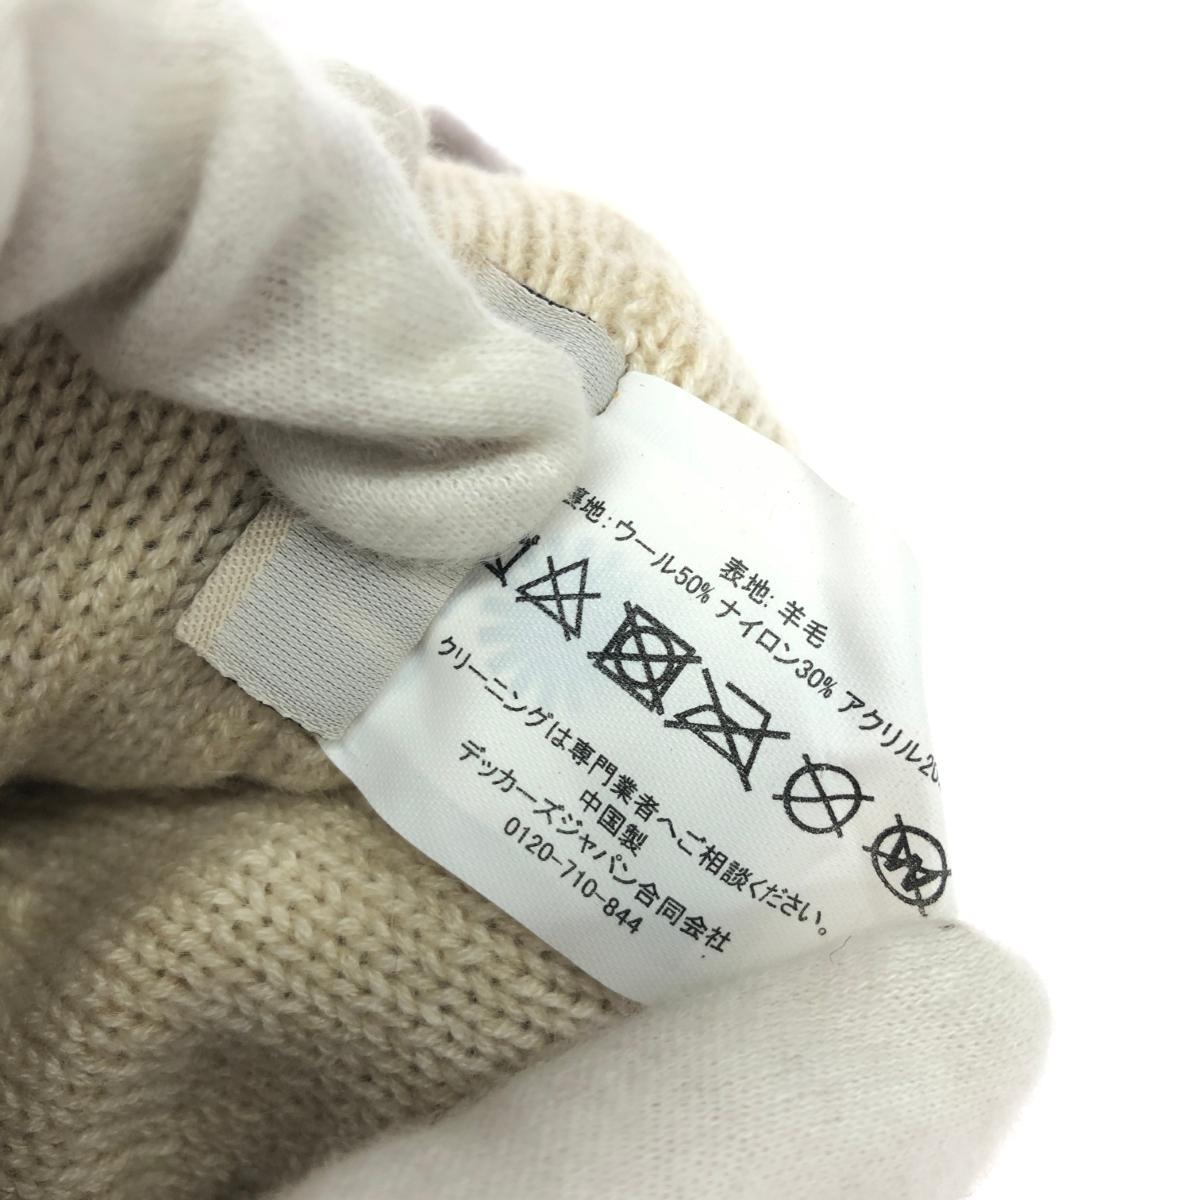 表地: 羊毛
裏地: ウール50% ナイロン30% アクリル20
クリーニングは専門業者へご相談ください。
中国製
デッカーズジャパン合同会社
0120-710-844